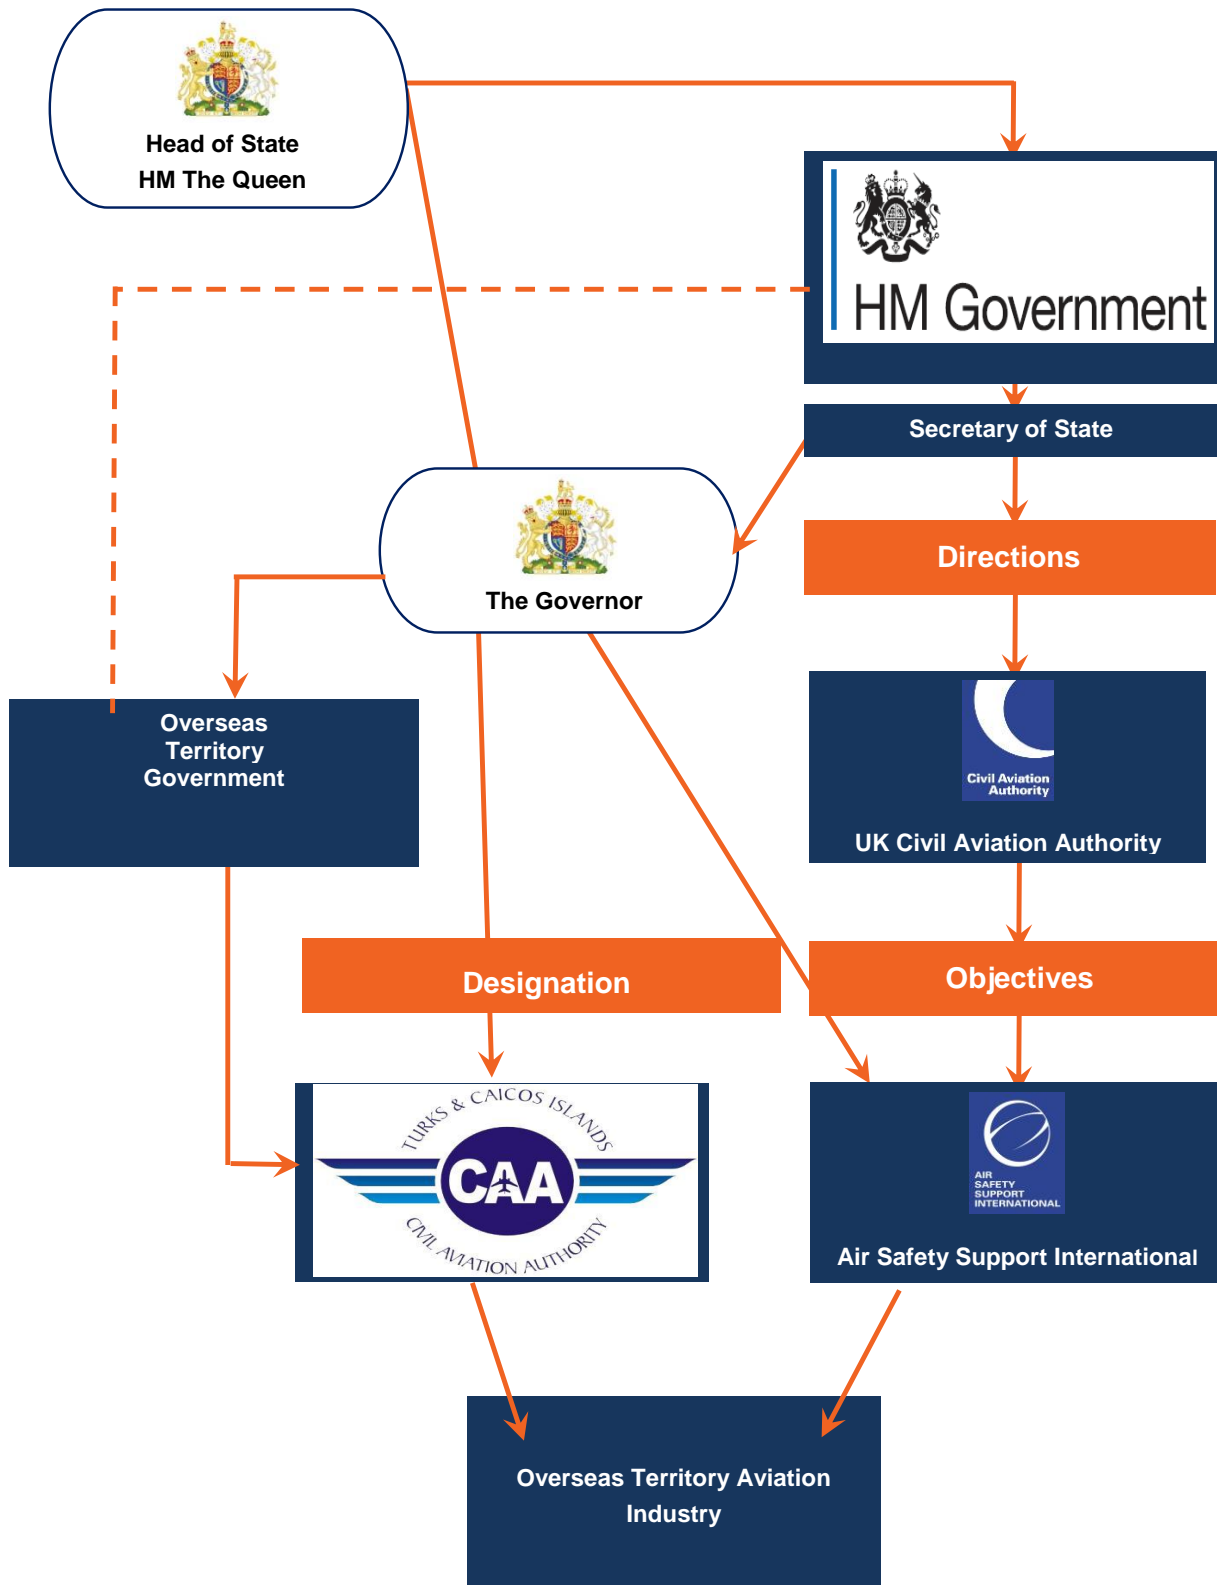 Head of State
HM The Queen
HM Government
Secretary of State
Directions
The Governor
Overseas
Territory
Government
Civil Aviation
Authority
UK Civil Aviation Authority
Designation
Objectives
TURKS & CAICOS ISLANDS
CAA
CIVIL AVIATION AUTHORITY
AIR
SAFETY
SUPPORT
INTERNATIONAL
Air Safety Support International
Overseas Territory Aviation
Industry